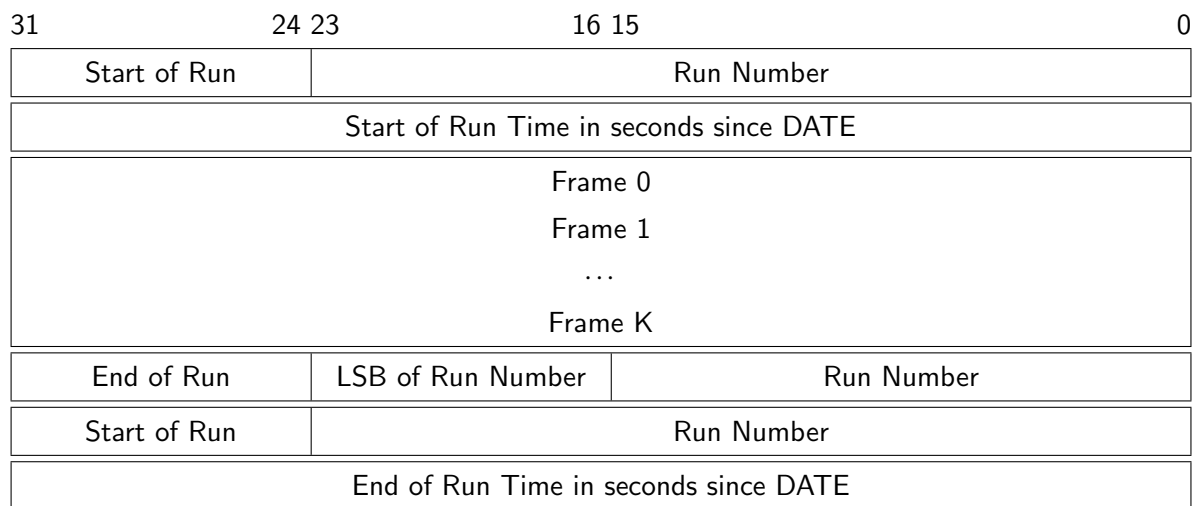 31 24 23 16 15 0
Start of Run Run Number
Start of Run Time in seconds since DATE
Frame 0
Frame 1
...
Frame K
End of Run LSB of Run Number Run Number
Start of Run Run Number
End of Run Time in seconds since DATE